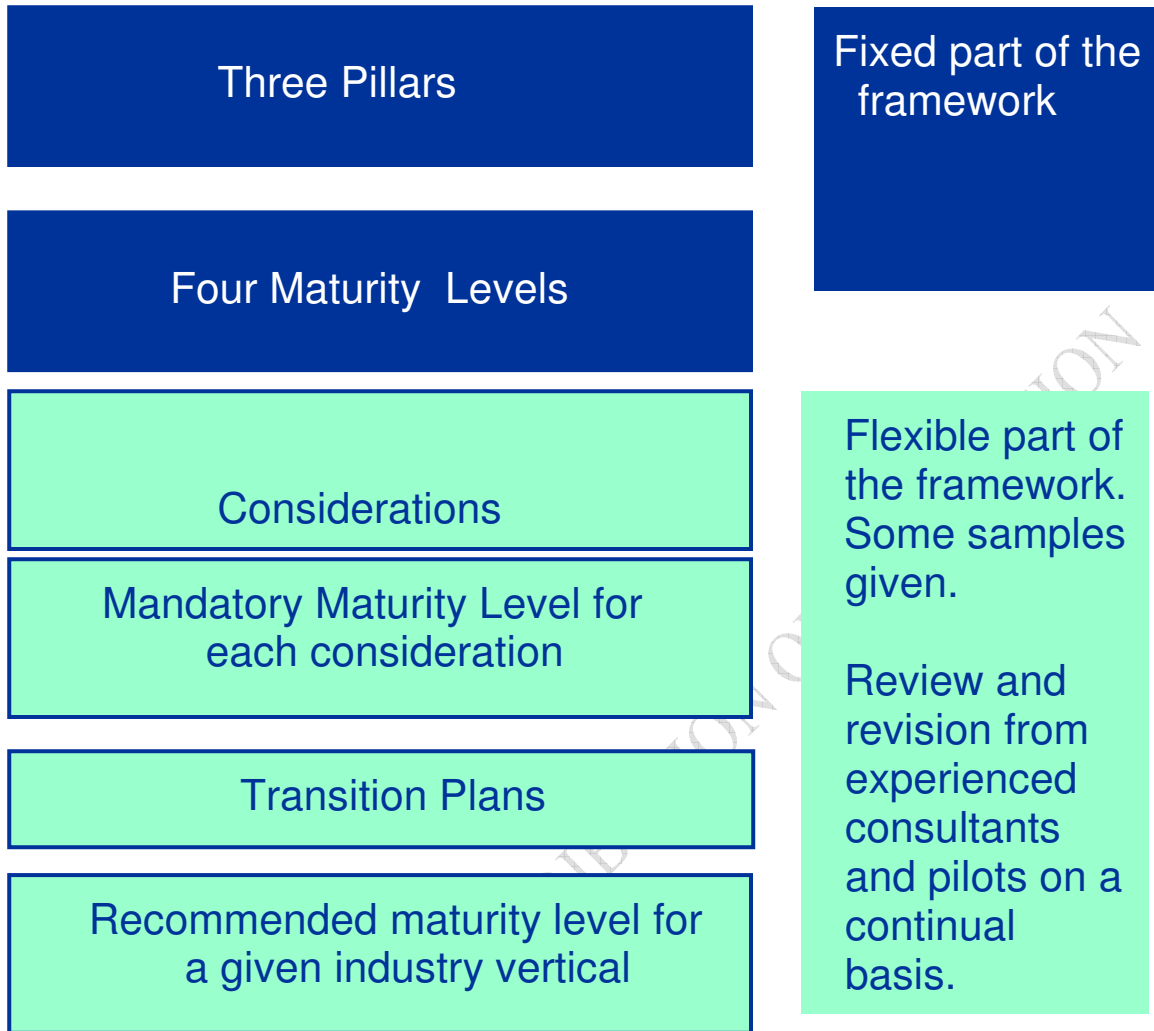 Three Pillars
Fixed part of the
framework
Four Maturity Levels
Considerations
Mandatory Maturity Level for
each consideration
Transition Plans
Recommended maturity level for
a given industry vertical
Flexible part of
the framework.
Some samples
given.
Review and
revision from
experienced
consultants
and pilots on a
continual
basis.